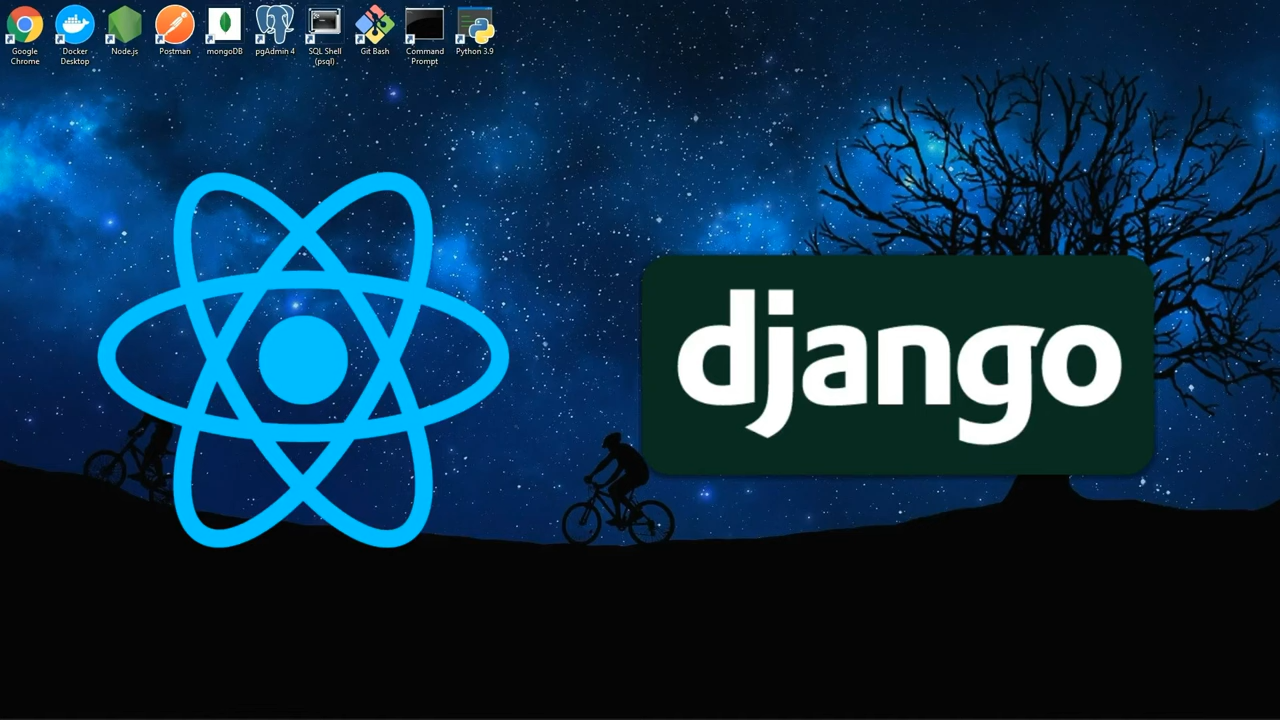 Google
Chrome
Docker
Desktop
Node.js
Postman
mongoDB
pgAdmin 4
SQL Shell
(psql)
Git Bash
Command
Prompt
Python 3.9
django